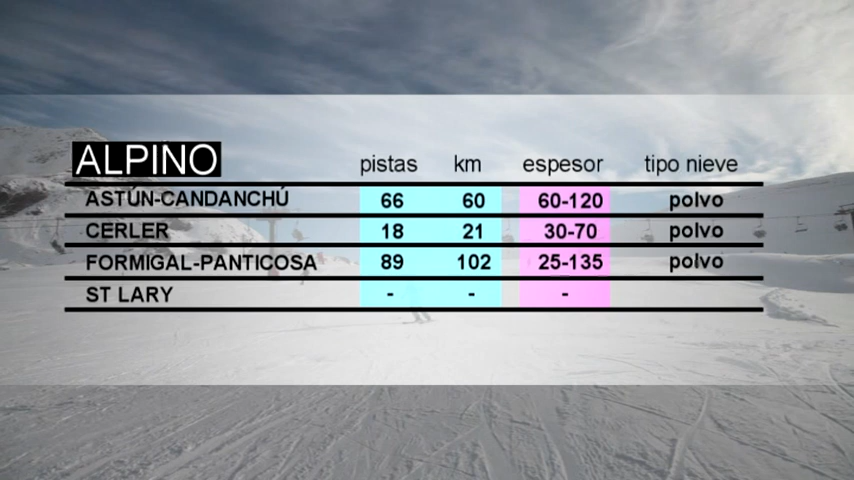 ALPINO pistas km espesor tipo nieve
ASTÚN-CANDANCHÚ 66 60 60-120 polvo
CERLER 18 21 30-70 polvo
FORMIGAL-PANTICOSA 89 102 25-135 polvo
ST LARY - - -